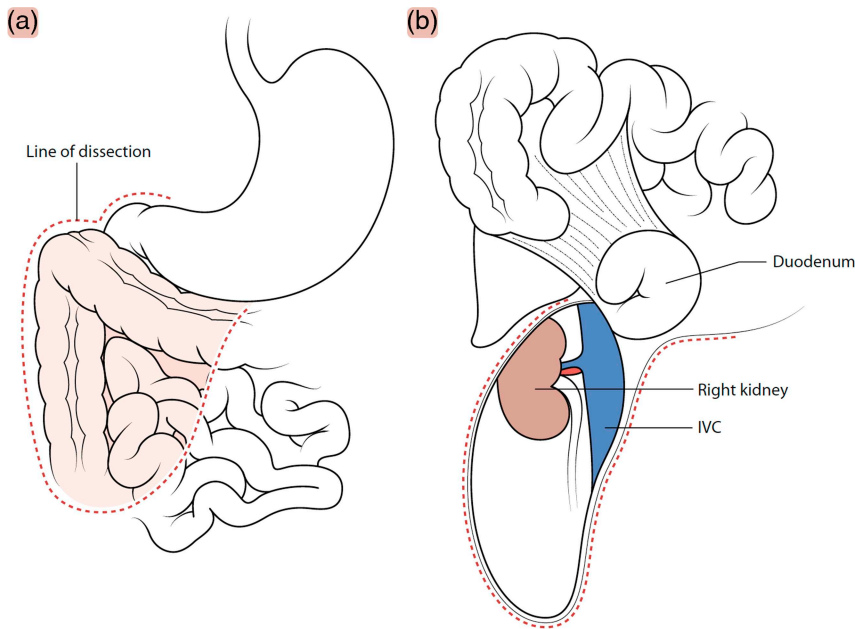 (a)
Line of dissection
(b)
Duodenum
Right kidney
IVC